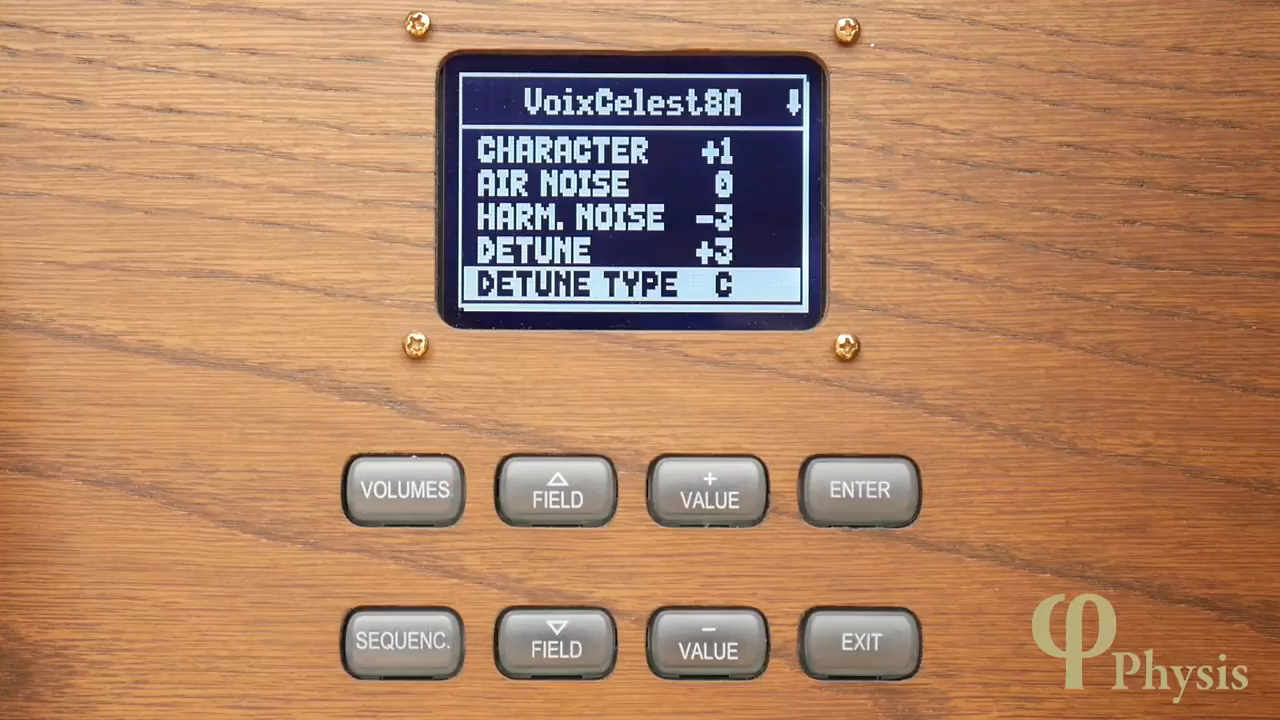 VoixCelest8A
CHARACTER +1
AIR NOISE 0
HARM. NOISE -3
DETUNE +3
DETUNE TYPE C
VOLUMES
FIELD
+
VALUE
ENTER
SEQUENC.
FIELD
-
VALUE
EXIT
φ Physis